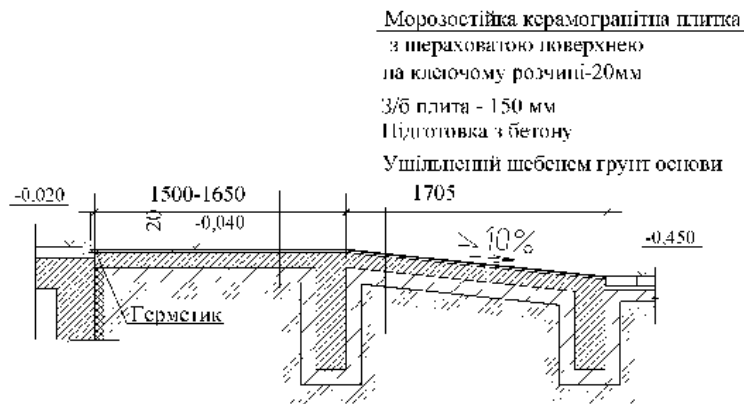 Морозостійка керамогранітна плитка
з шераховатою поверхнею
на клеючому розчині-20мм
З/б плита - 150 мм
Підготовка з бетону
Ущільнений щебенем грунт основи
-0.020
1500-1650
1705
20
-0,040
10%
-0,450
Герметик